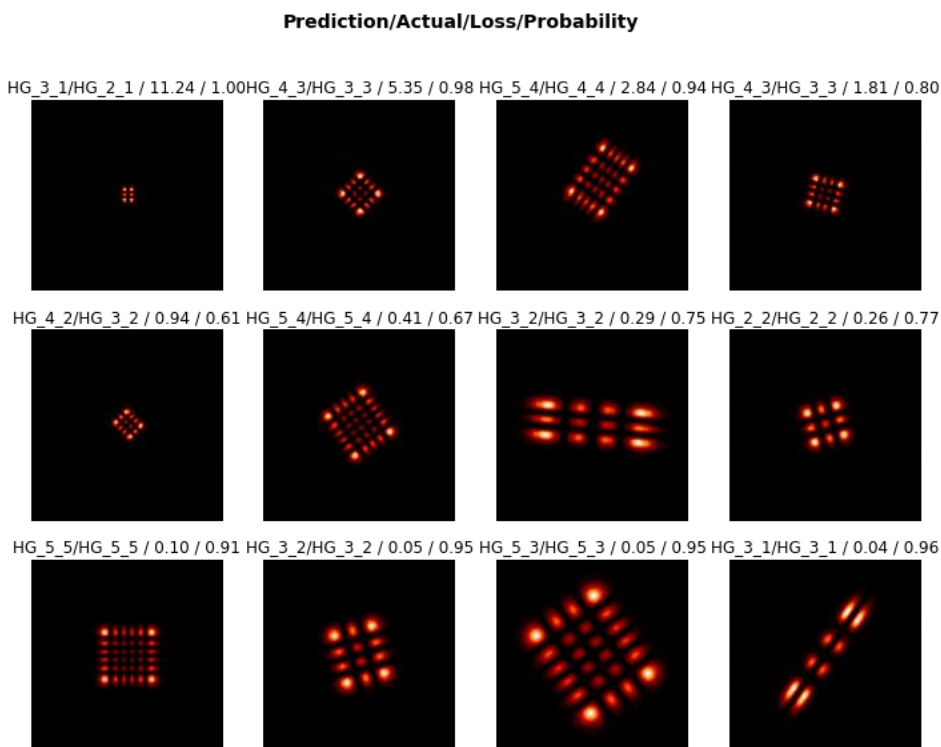 Prediction/Actual/Loss/Probability
HG_3_1/HG_2_1 / 11.24 / 1.00
HG_4_3/HG_3_3 / 5.35 / 0.98
HG_5_4/HG_4_4 / 2.84 / 0.94
HG_4_3/HG_3_3 / 1.81 / 0.80
HG_4_2/HG_3_2 / 0.94 / 0.61
HG_5_4/HG_5_4 / 0.41 / 0.67
HG_3_2/HG_3_2 / 0.29 / 0.75
HG_2_2/HG_2_2 / 0.26 / 0.77
HG_5_5/HG_5_5 / 0.10 / 0.91
HG_3_2/HG_3_2 / 0.05 / 0.95
HG_5_3/HG_5_3 / 0.05 / 0.95
HG_3_1/HG_3_1 / 0.04 / 0.96